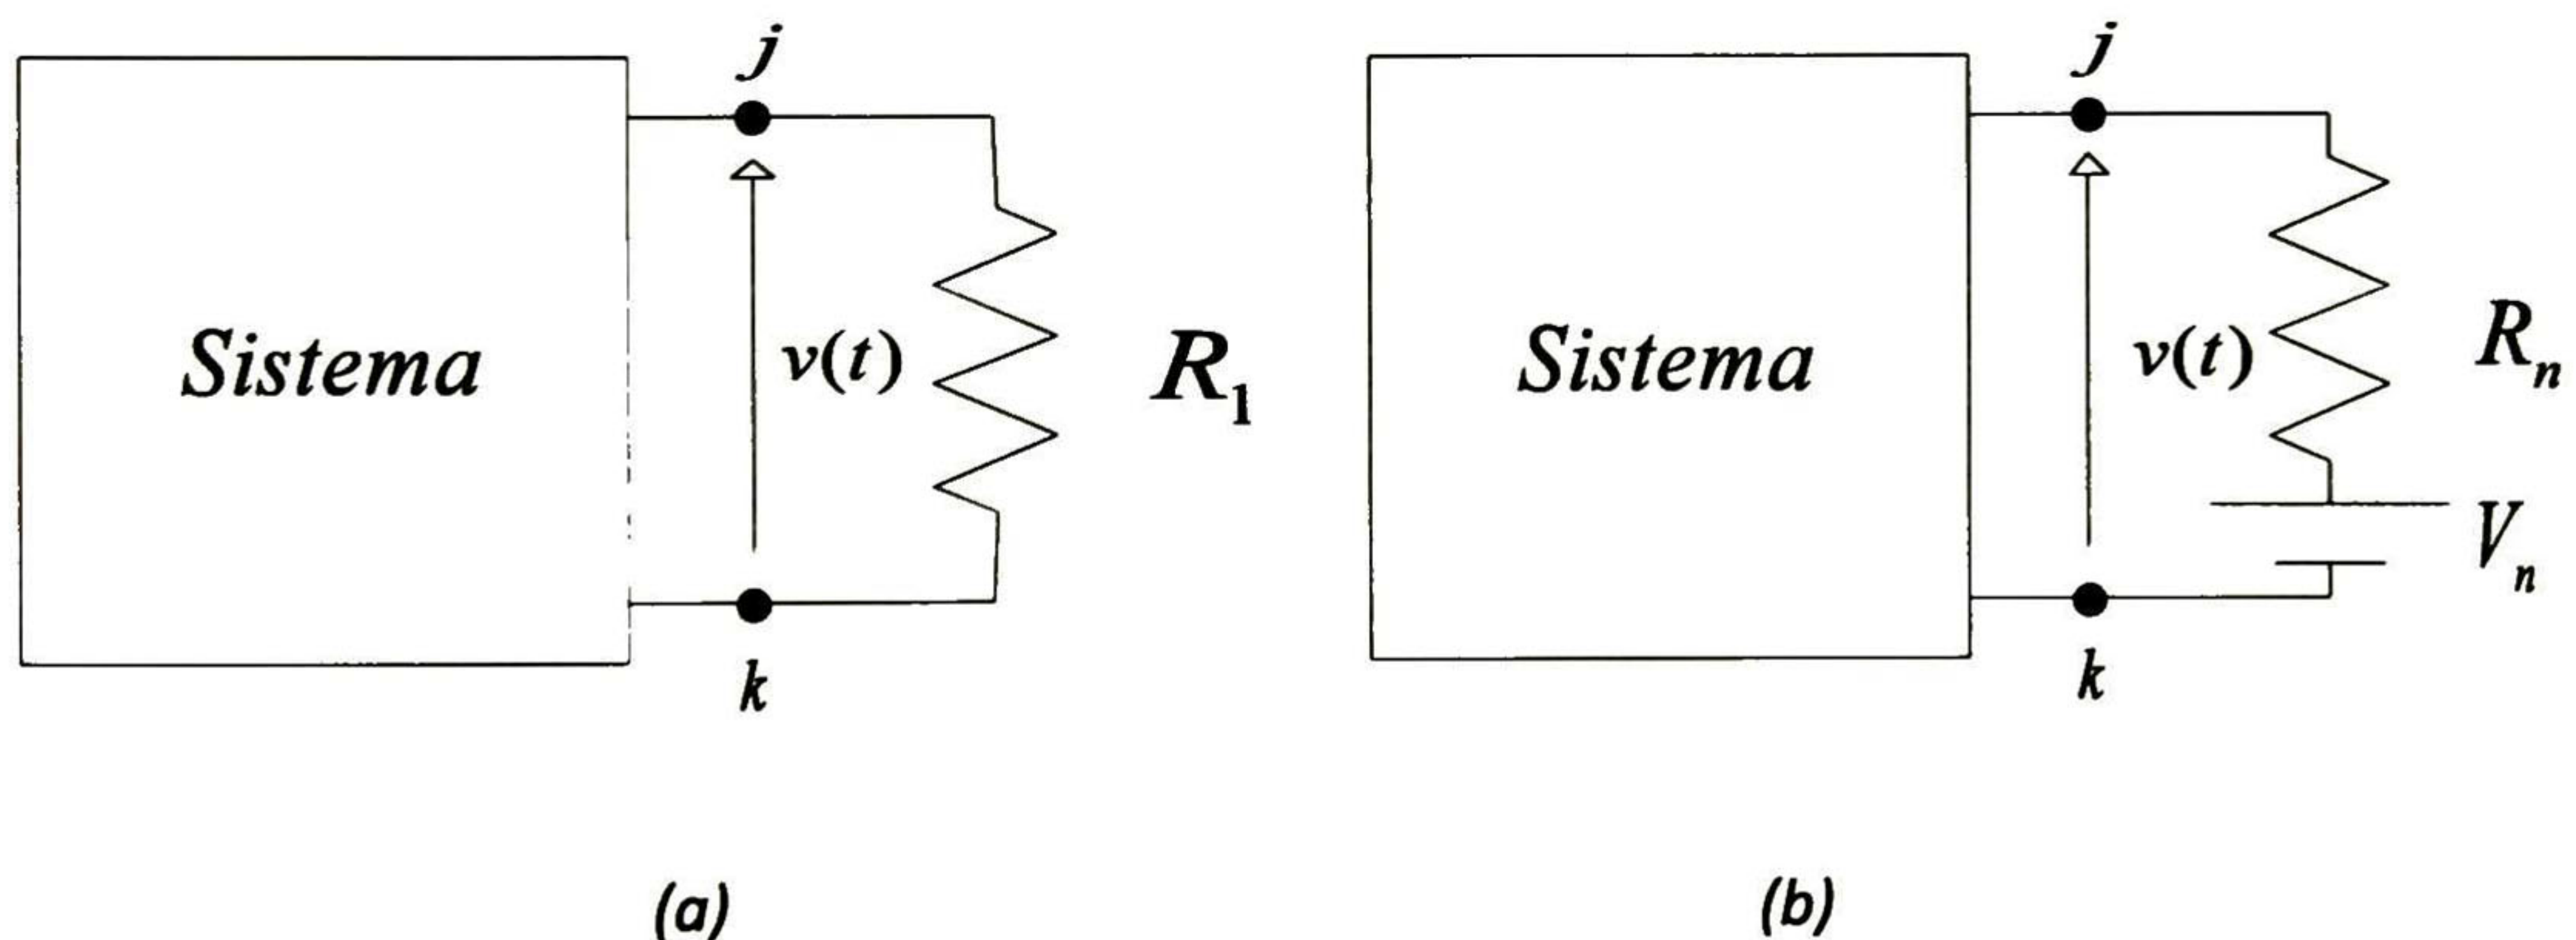 j
Sistema
v(t)
R1
k
(a)
j
Sistema
v(t)
Rn
Vn
k
(b)